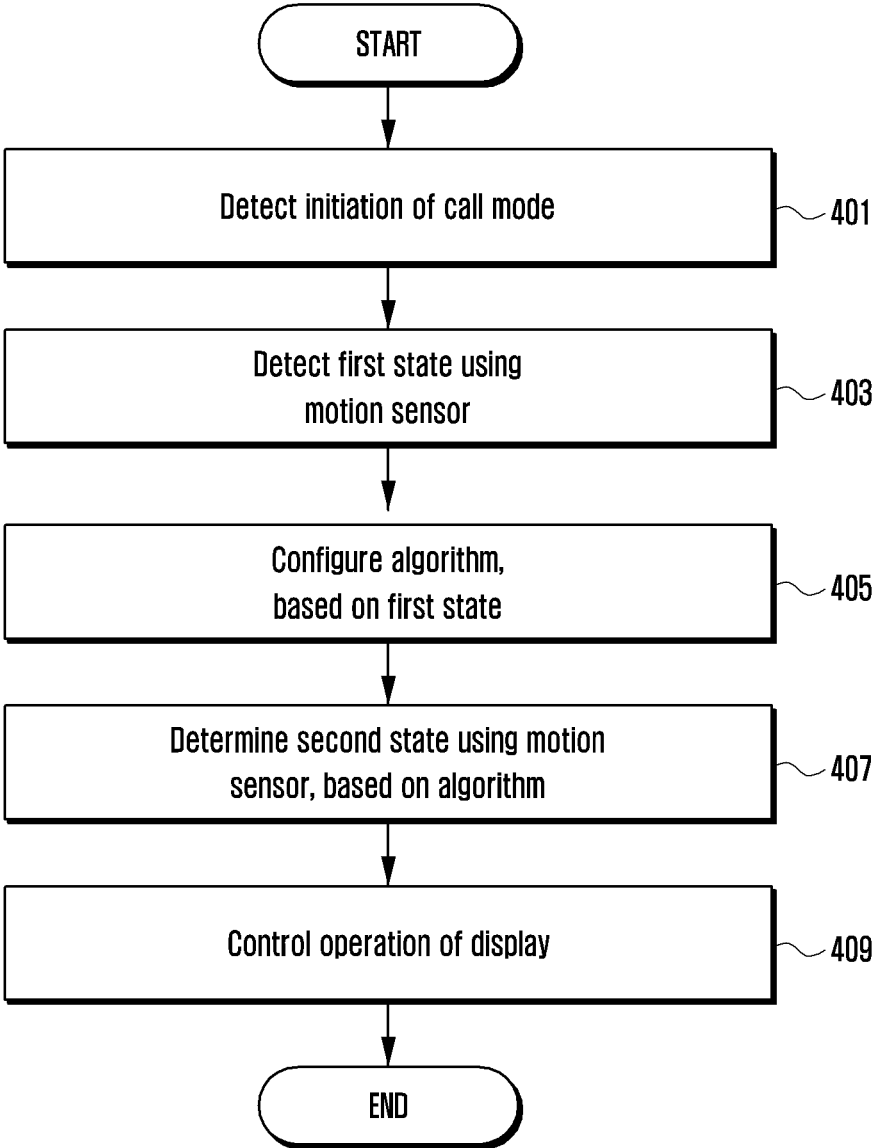 START
Detect initiation of call mode
401
Detect first state using
motion sensor
403
Configure algorithm,
based on first state
405
Determine second state using motion
sensor, based on algorithm
407
Control operation of display
409
END